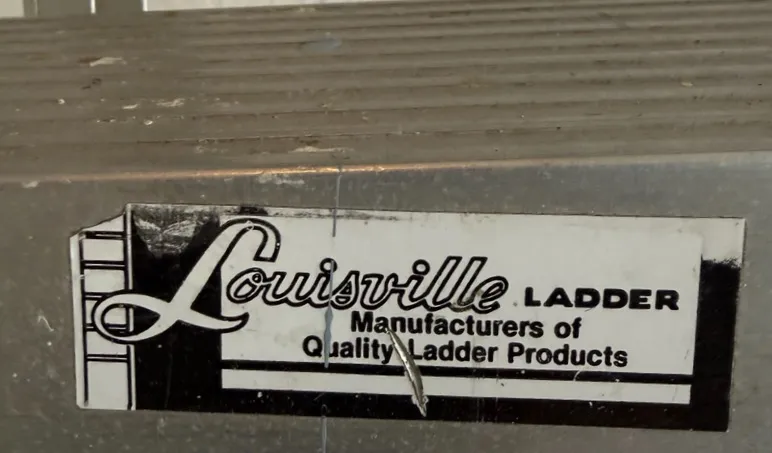 Louisville LADDER
Manufacturers of
Quality Ladder Products